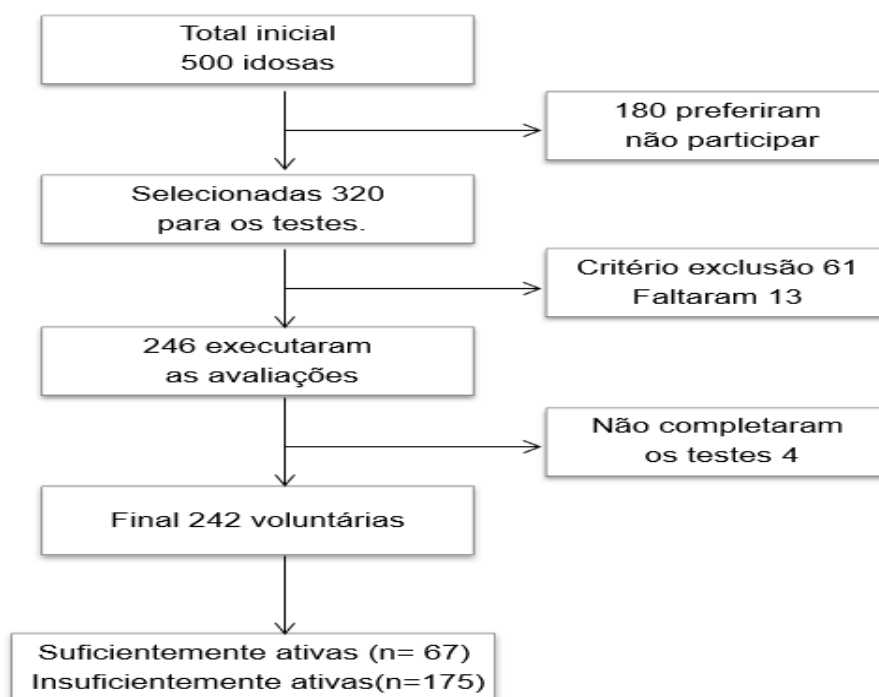 Total inicial
500 idosas
180 preferiram
não participar
Selecionadas 320
para os testes.
Critério exclusão 61
Faltaram 13
246 executaram
as avaliações
Não completaram
os testes 4
Final 242 voluntárias
Suficientemente ativas (n= 67)
Insuficientemente ativas(n=175)